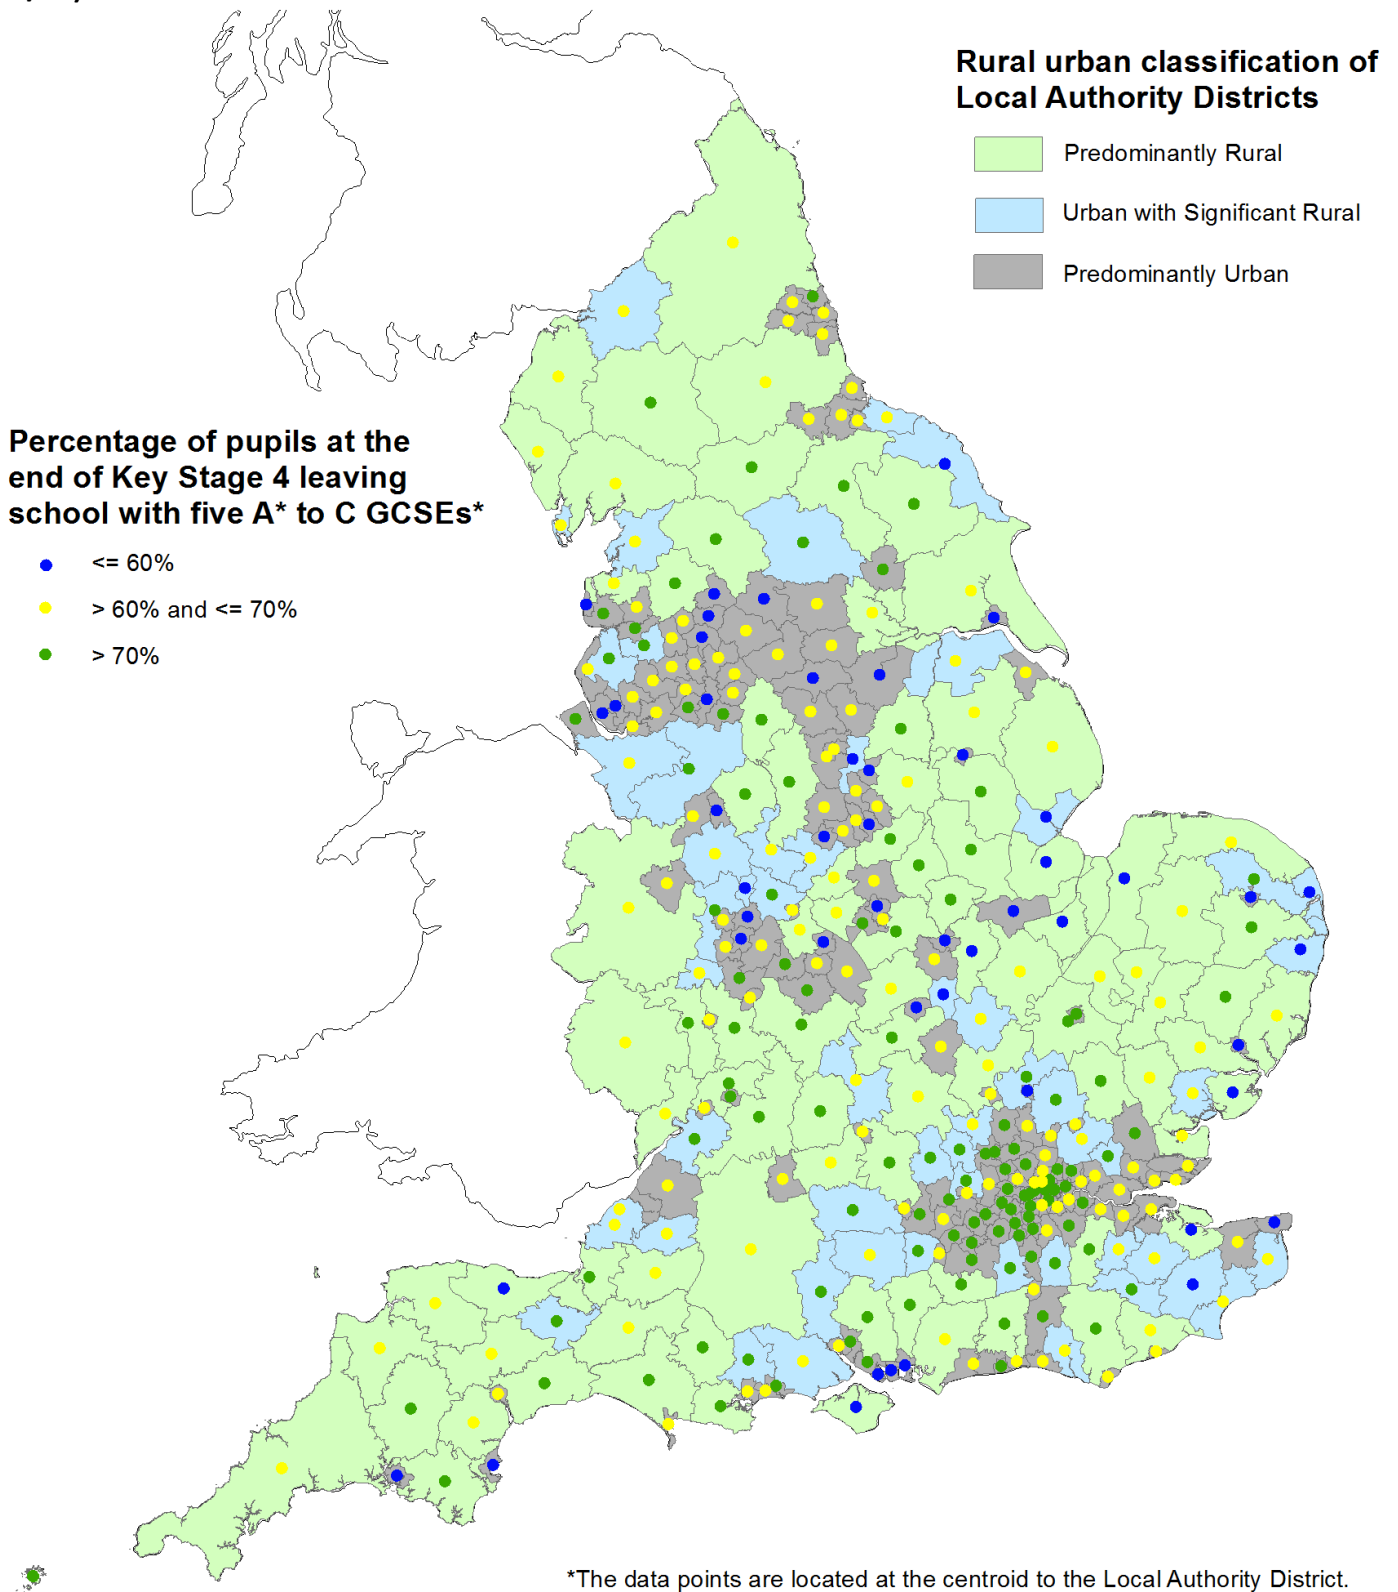 Rural urban classification of
Local Authority Districts
Predominantly Rural
Urban with Significant Rural
Predominantly Urban
Percentage of pupils at the
end of Key Stage 4 leaving
school with five A* to C GCSEs*
<= 60%
> 60% and <= 70%
> 70%
*The data points are located at the centroid to the Local Authority District.